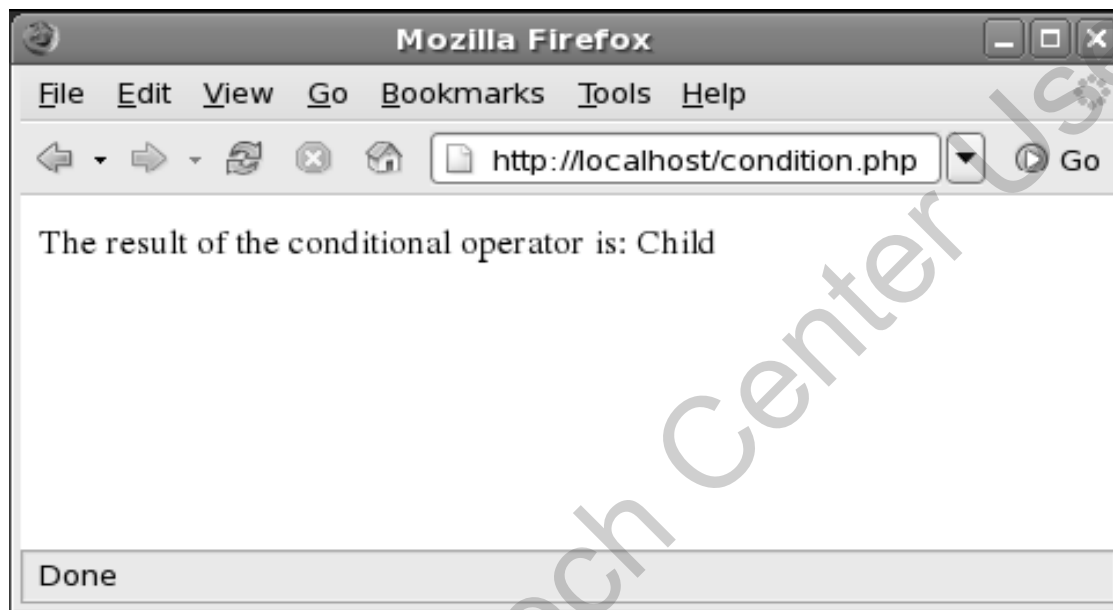 Mozilla Firefox
File Edit View Go Bookmarks Tools Help
http://localhost/condition.php Go
The result of the conditional operator is: Child
Done
Center